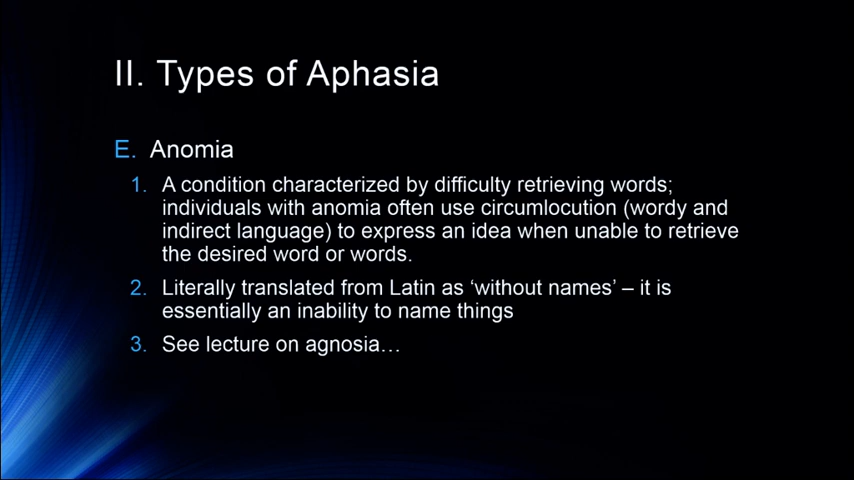 II. Types of Aphasia
E. Anomia
1. A condition characterized by difficulty retrieving words;
individuals with anomia often use circumlocution (wordy and
indirect language) to express an idea when unable to retrieve
the desired word or words.
2. Literally translated from Latin as ‘without names’ – it is
essentially an inability to name things
3. See lecture on agnosia…